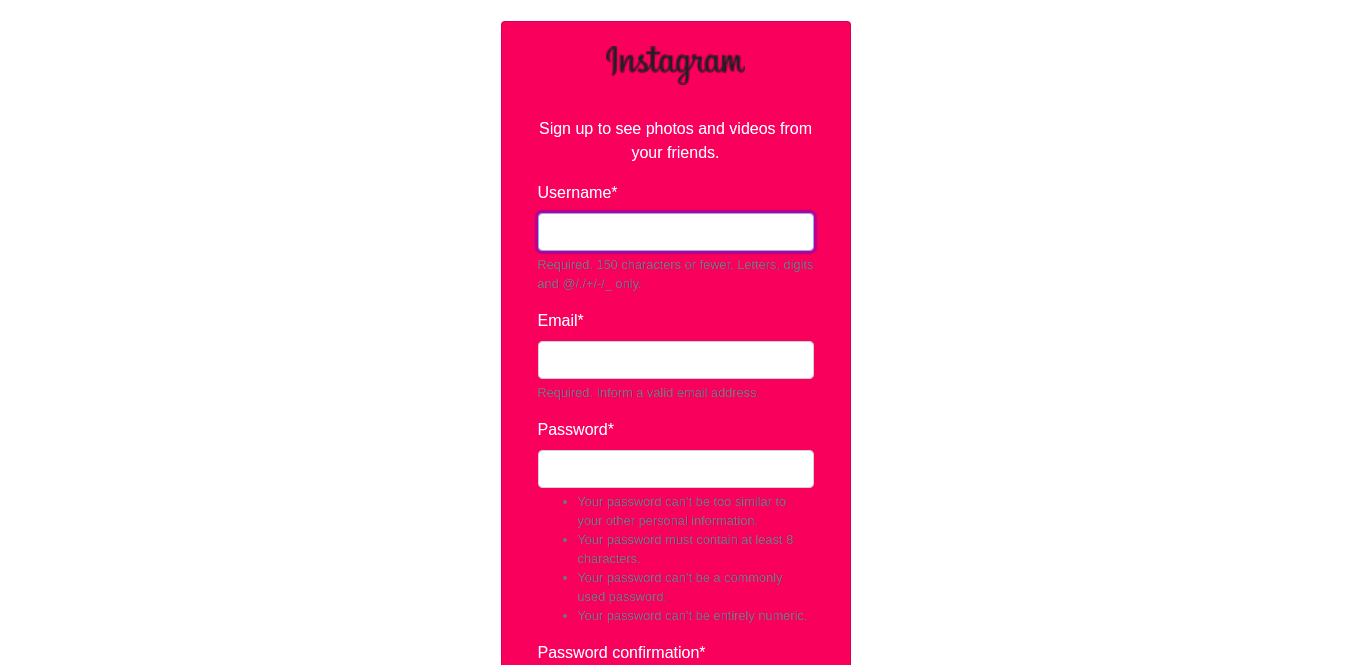 Instagram
Sign up to see photos and videos from
your friends.
Username*
Required. 150 characters or fewer. Letters, digits
and @/./+/-/_ only.
Email*
Required. Inform a valid email address.
Password*
• Your password can't be too similar to
your other personal information.
• Your password must contain at least 8
characters.
• Your password can't be a commonly
used password.
• Your password can't be entirely numeric.
Password confirmation*